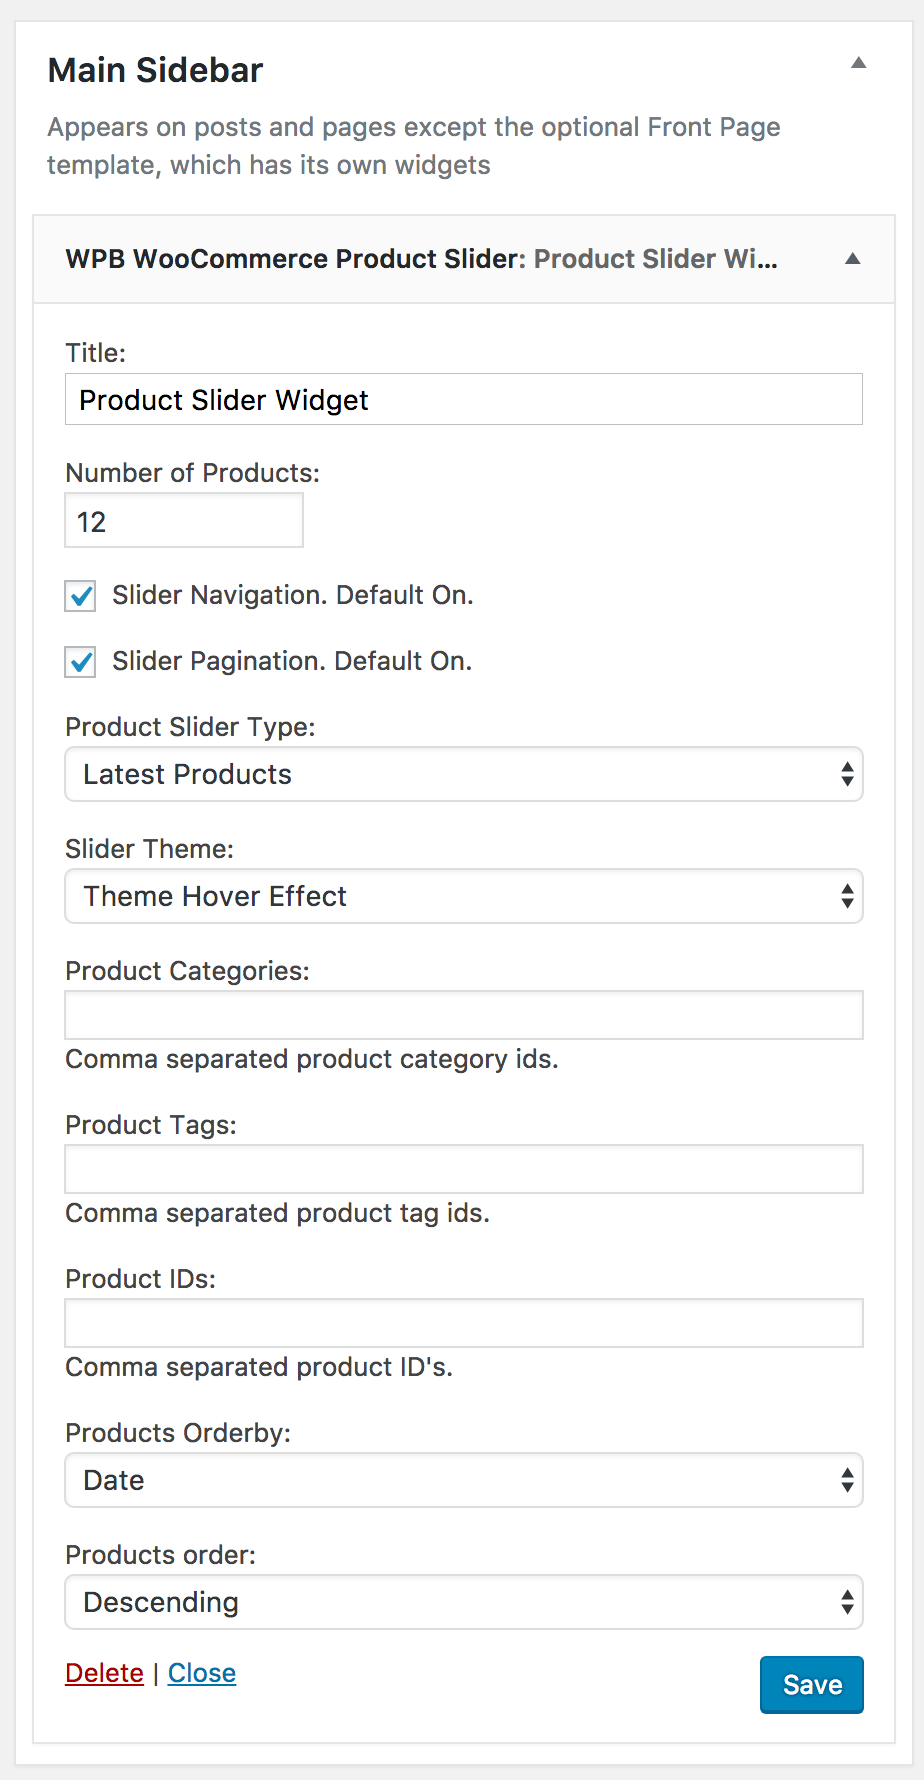 Main Sidebar
Appears on posts and pages except the optional Front Page
template, which has its own widgets
WPB WooCommerce Product Slider: Product Slider Wi...
Title:
Product Slider Widget
Number of Products:
12
Slider Navigation. Default On.
Slider Pagination. Default On.
Product Slider Type:
Latest Products
Slider Theme:
Theme Hover Effect
Product Categories:
Comma separated product category ids.
Product Tags:
Comma separated product tag ids.
Product IDs:
Comma separated product ID's.
Products Orderby:
Date
Products order:
Descending
Delete | Close
Save